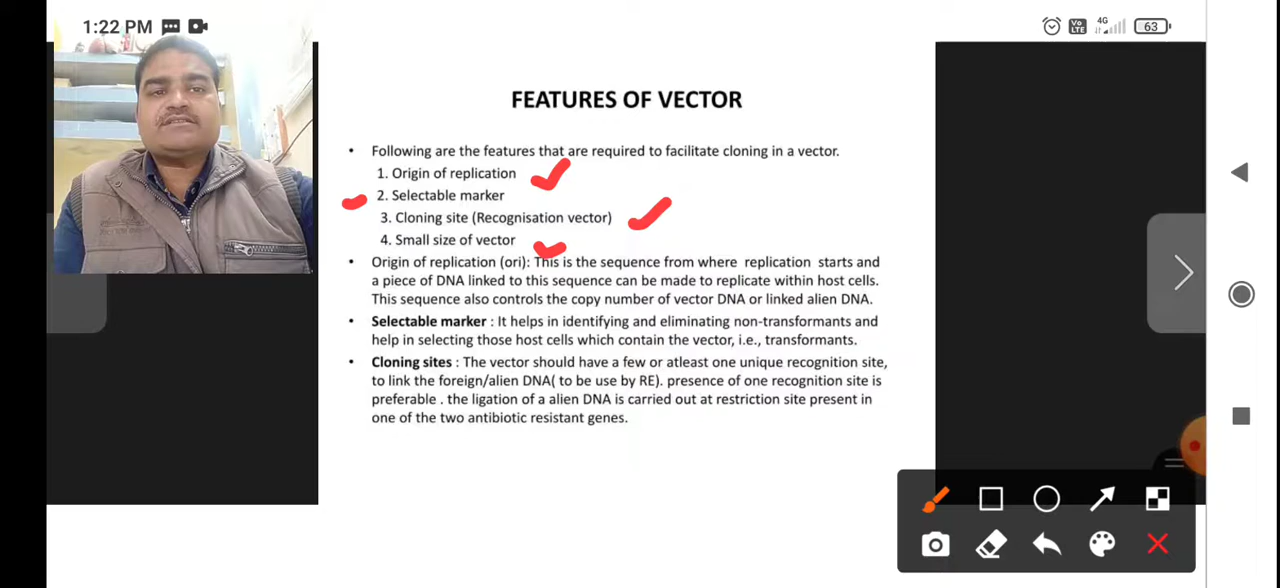 1:22 PM
4G
Vo
LTE
63
FEATURES OF VECTOR
• Following are the features that are required to facilitate cloning in a vector.
1. Origin of replication
2. Selectable marker
3. Cloning site (Recognisation vector)
4. Small size of vector
• Origin of replication (ori): This is the sequence from where replication starts and
a piece of DNA linked to this sequence can be made to replicate within host cells.
This sequence also controls the copy number of vector DNA or linked alien DNA.
• Selectable marker : It helps in identifying and eliminating non-transformants and
help in selecting those host cells which contain the vector, i.e., transformants.
• Cloning sites : The vector should have a few or atleast one unique recognition site,
to link the foreign/alien DNA( to be use by RE). presence of one recognition site is
preferable . the ligation of a alien DNA is carried out at restriction site present in
one of the two antibiotic resistant genes.